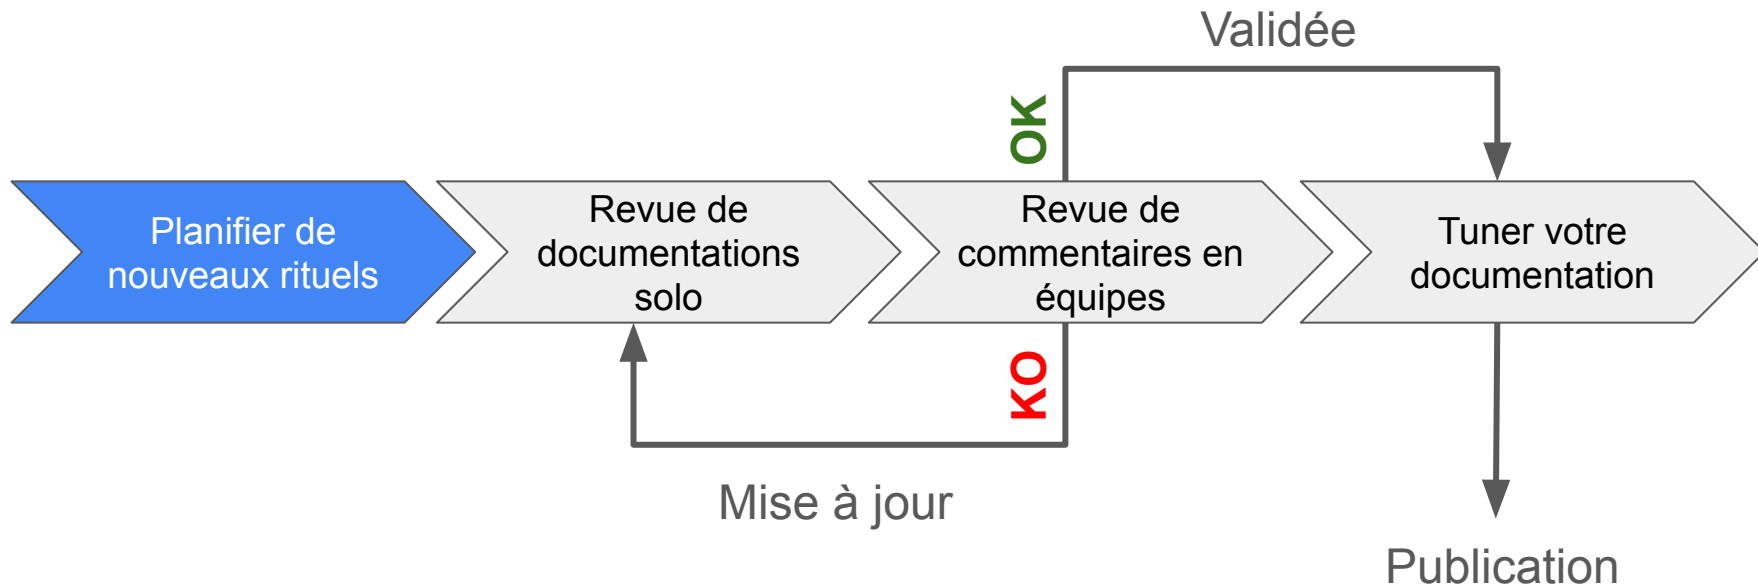 Validée
OK
Planifier de
nouveaux rituels
Revue de
documentations
solo
Revue de
commentaires en
équipes
Tuner votre
documentation
KO
Mise à jour
Publication